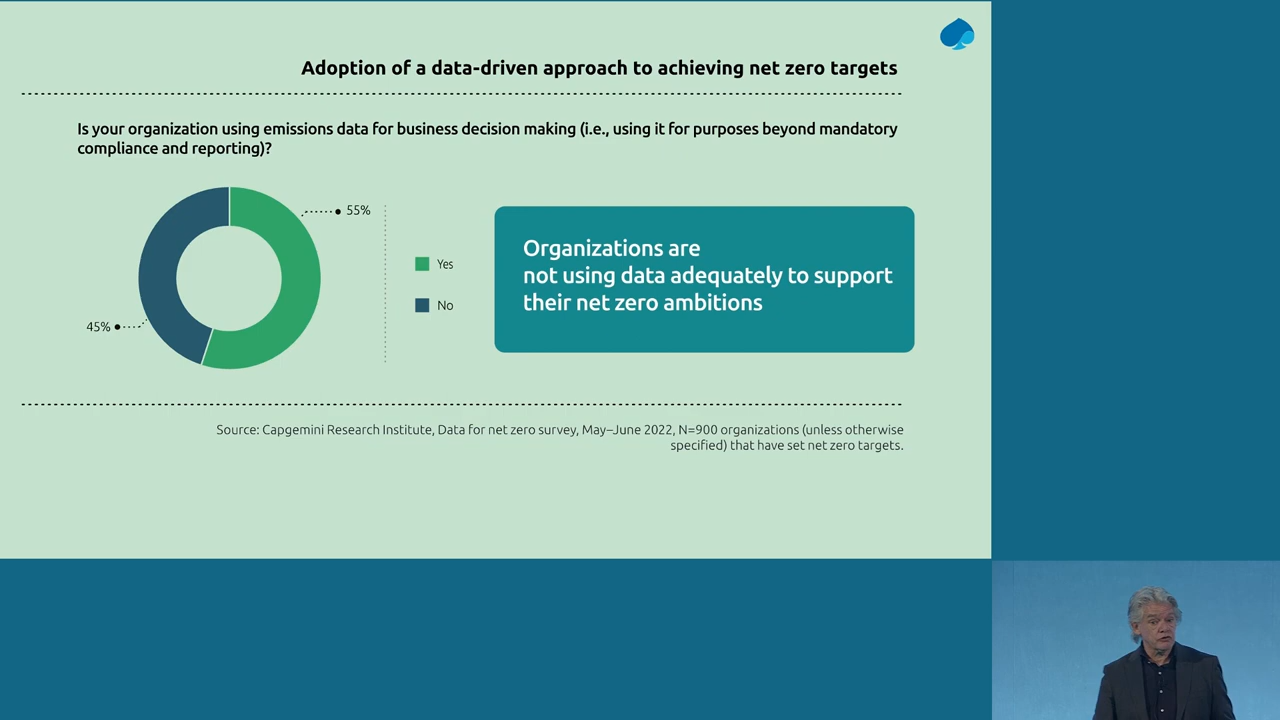 Adoption of a data-driven approach to achieving net zero targets
Is your organization using emissions data for business decision making (i.e., using it for purposes beyond mandatory
compliance and reporting)?
55%
45%
Yes
No
Organizations are
not using data adequately to support
their net zero ambitions
Source: Capgemini Research Institute, Data for net zero survey, May–June 2022, N=900 organizations (unless otherwise
specified) that have set net zero targets.